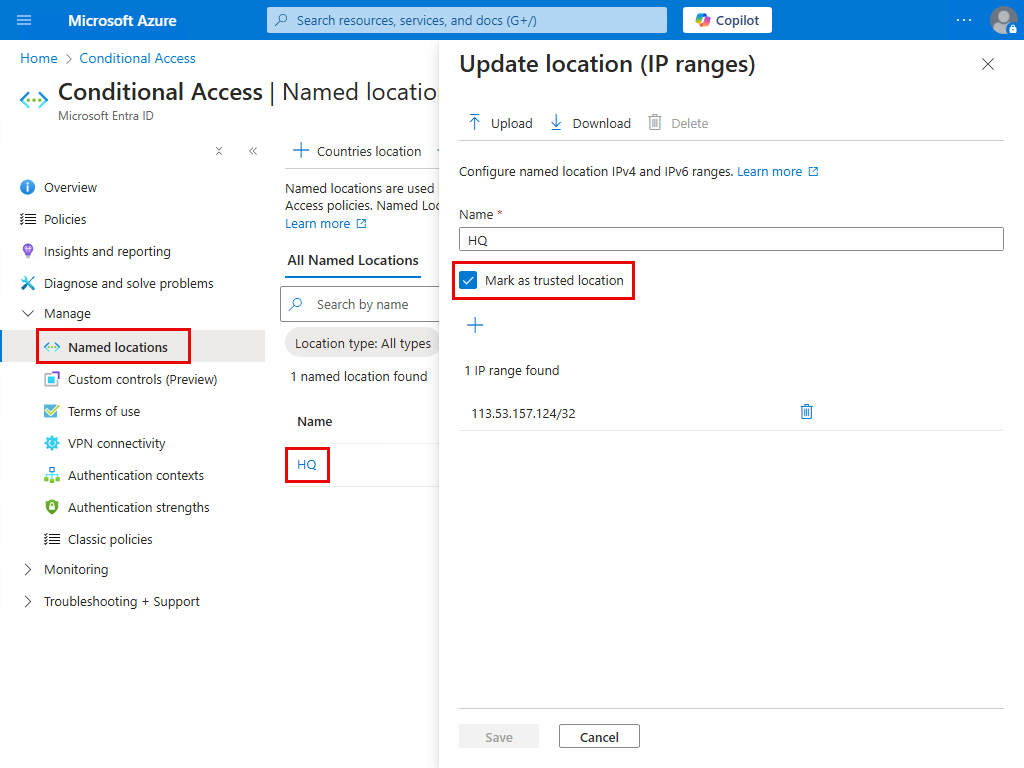 Microsoft Azure
Search resources, services, and docs (G+/)
Copilot
Home > Conditional Access
Conditional Access | Named locatio
Microsoft Entra ID
Overview
Policies
Insights and reporting
Diagnose and solve problems
Manage
Named locations
Custom controls (Preview)
Terms of use
VPN connectivity
Authentication contexts
Authentication strengths
Classic policies
Monitoring
Troubleshooting + Support
Countries location
Named locations are used
Access policies. Named Loc
Learn more
All Named Locations
Search by name
Location type: All types
1 named location found
Name
HQ
Update location (IP ranges)
Upload
Download
Delete
Configure named location IPv4 and IPv6 ranges. Learn more
Name *
HQ
Mark as trusted location
1 IP range found
113.53.157.124/32
Save
Cancel